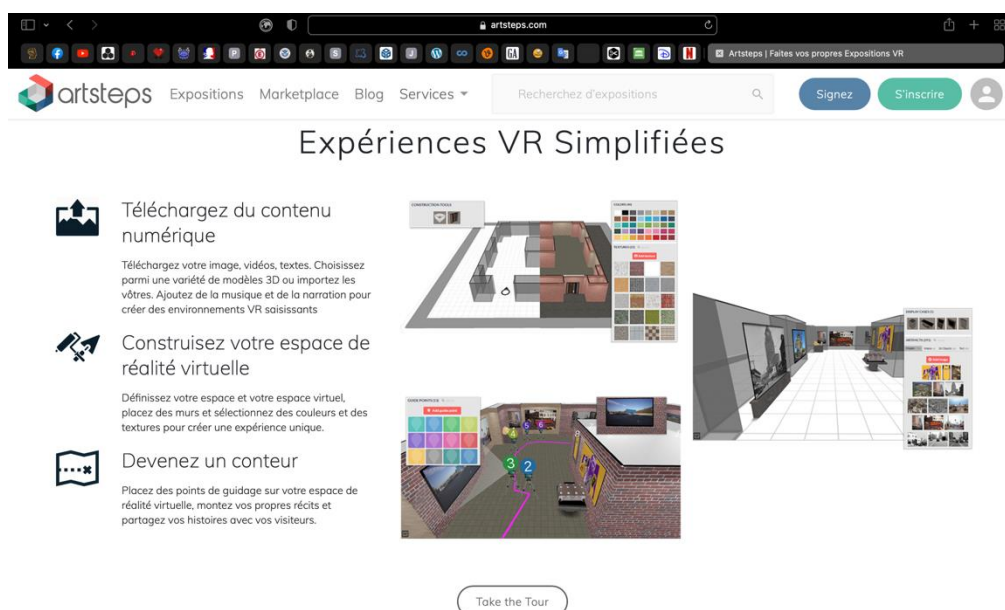 artsteps.com
Artsteps | Faites vos propres Expositions VR
artsteps Expositions Marketplace Blog Services Recherchez d'expositions Signez S'inscrire
Expériences VR Simplifiées
Téléchargez du contenu
numérique
Téléchargez votre image, vidéos, textes. Choisissez
parmi une variété de modèles 3D ou importez les
vôtres. Ajoutez de la musique et de la narration pour
créer des environnements VR saisissants
Construisez votre espace de
réalité virtuelle
Définissez votre espace et votre espace virtuel,
placez des murs et sélectionnez des couleurs et des
textures pour créer une expérience unique.
Devenez un conteur
Placez des points de guidage sur votre espace de
réalité virtuelle, montez vos propres récits et
partagez vos histoires avec vos visiteurs.
CONSTRUCTION TOOLS
3
2
Take the Tour